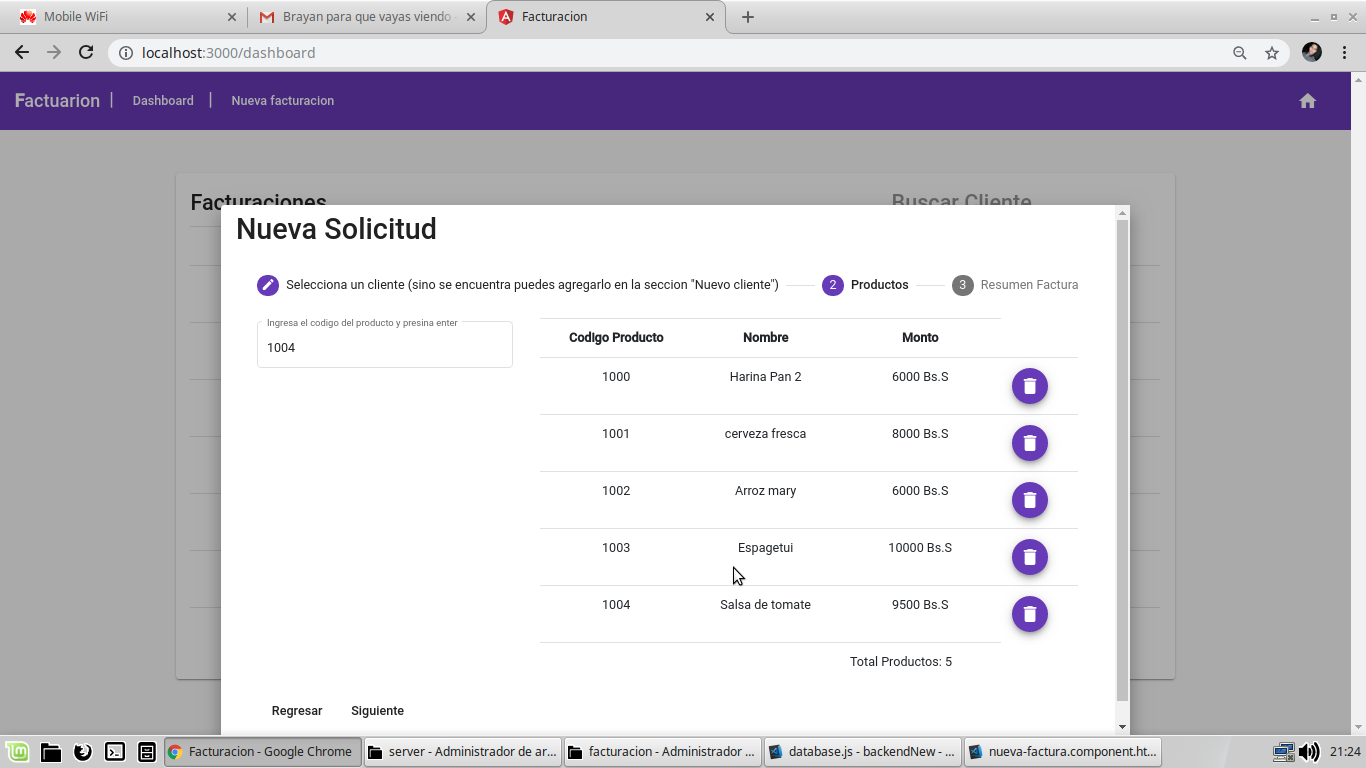 Mobile WiFi
Brayan para que vayas viendo
Facturacion
localhost:3000/dashboard
Factuarion | Dashboard | Nueva facturacion
Facturaciones
Buscar Cliente
Nueva Solicitud
Selecciona un cliente (sino se encuentra puedes agregarlo en la seccion "Nuevo cliente")
2 Productos
3 Resumen Factura
Ingresa el codigo del producto y presina enter
1004
CodIgo Producto Nombre Monto
1000 Harina Pan 2 6000 Bs.S
1001 cerveza fresca 8000 Bs.S
1002 Arroz mary 6000 Bs.S
1003 Espagetui 10000 Bs.S
1004 Salsa de tomate 9500 Bs.S
Total Productos: 5
Regresar Siguiente
Facturacion - Google Chrome
server - Administrador de ar...
facturacion - Administrador ...
database.js - backendNew - ...
nueva-factura.component.ht...
21:24